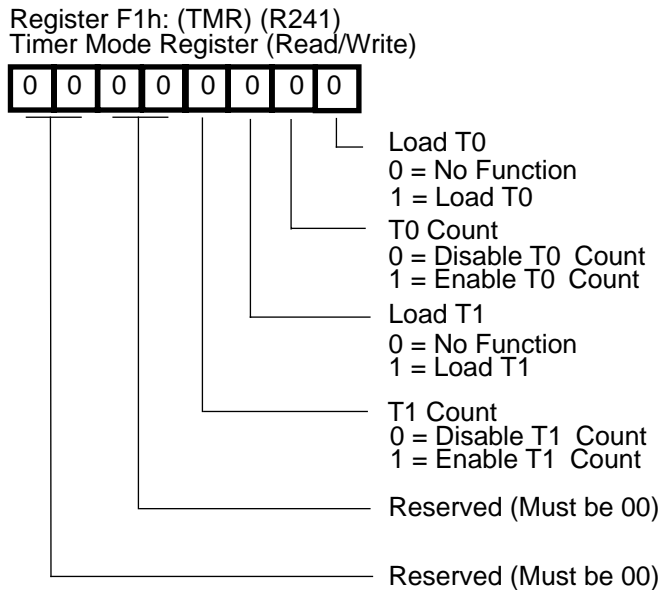 Register F1h: (TMR) (R241)
Timer Mode Register (Read/Write)
0 0 0 0 0 0 0 0
Load T0
0 = No Function
1 = Load T0
T0 Count
0 = Disable T0 Count
1 = Enable T0 Count
Load T1
0 = No Function
1 = Load T1
T1 Count
0 = Disable T1 Count
1 = Enable T1 Count
Reserved (Must be 00)
Reserved (Must be 00)